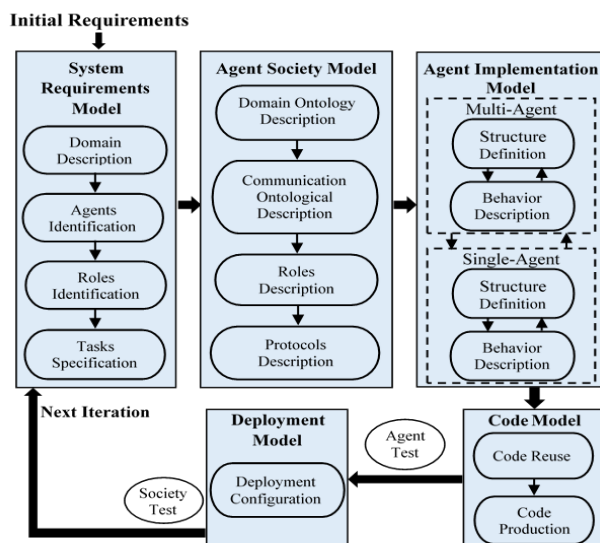 Initial Requirements
System
Requirements
Model
Domain
Description
Agents
Identification
Roles
Identification
Tasks
Specification
Agent Society Model
Domain Ontology
Description
Communication
Ontological
Description
Roles
Description
Protocols
Description
Agent Implementation
Model
Multi-Agent
Structure
Definition
Behavior
Description
Single-Agent
Structure
Definition
Behavior
Description
Code Model
Code Reuse
Code
Production
Agent
Test
Deployment
Model
Deployment
Configuration
Society
Test
Next Iteration